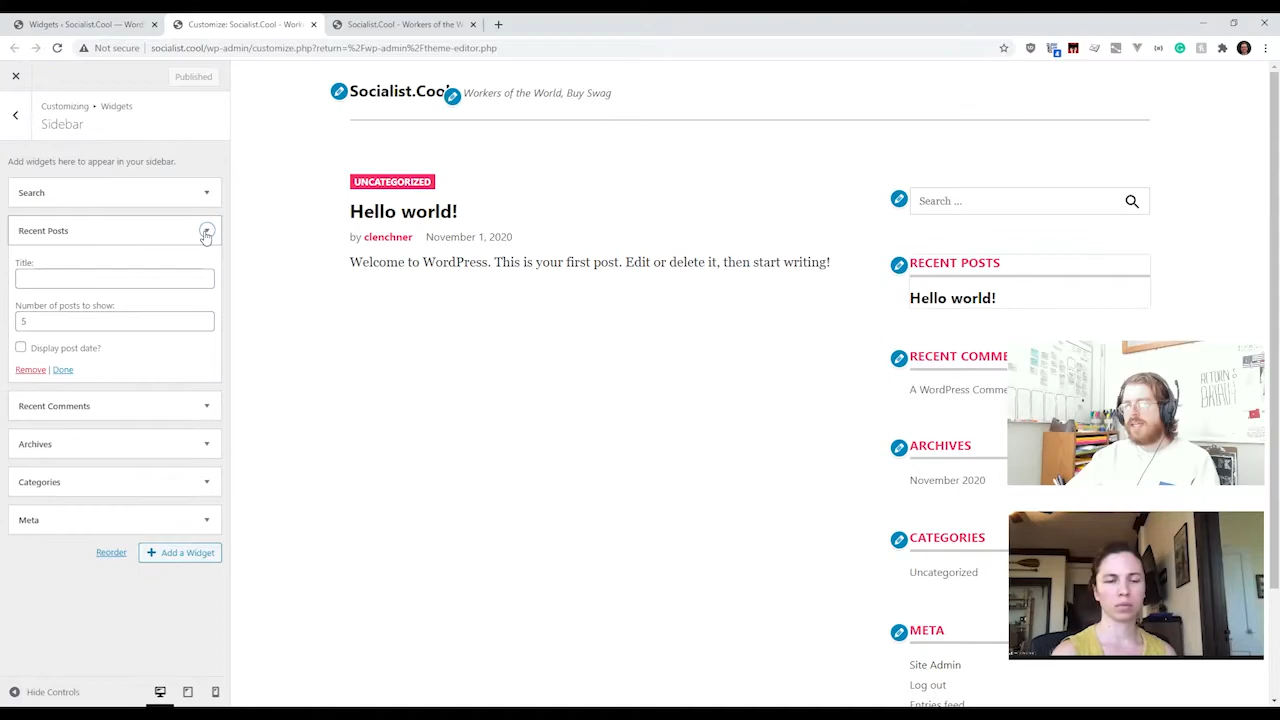 Widgets ‹ Socialist.Cool — Word
Customize: Socialist.Cool - Work
Socialist.Cool - Workers of the W
Not secure
socialist.cool/wp-admin/customize.php?return=%2Fwp-admin%2Ftheme-editor.php
Published
Customizing ▸ Widgets
Sidebar
Add widgets here to appear in your sidebar.
Search
Recent Posts
Title:
Number of posts to show:
5
Display post date?
Remove | Done
Recent Comments
Archives
Categories
Meta
Reorder
+ Add a Widget
Hide Controls
Socialist.Cool
Workers of the World, Buy Swag
UNCATEGORIZED
Hello world!
by clenchner November 1, 2020
Welcome to WordPress. This is your first post. Edit or delete it, then start writing!
Search ...
RECENT POSTS
Hello world!
RECENT COMME
A WordPress Comme
ARCHIVES
November 2020
CATEGORIES
Uncategorized
META
Site Admin
Log out
Entries feed